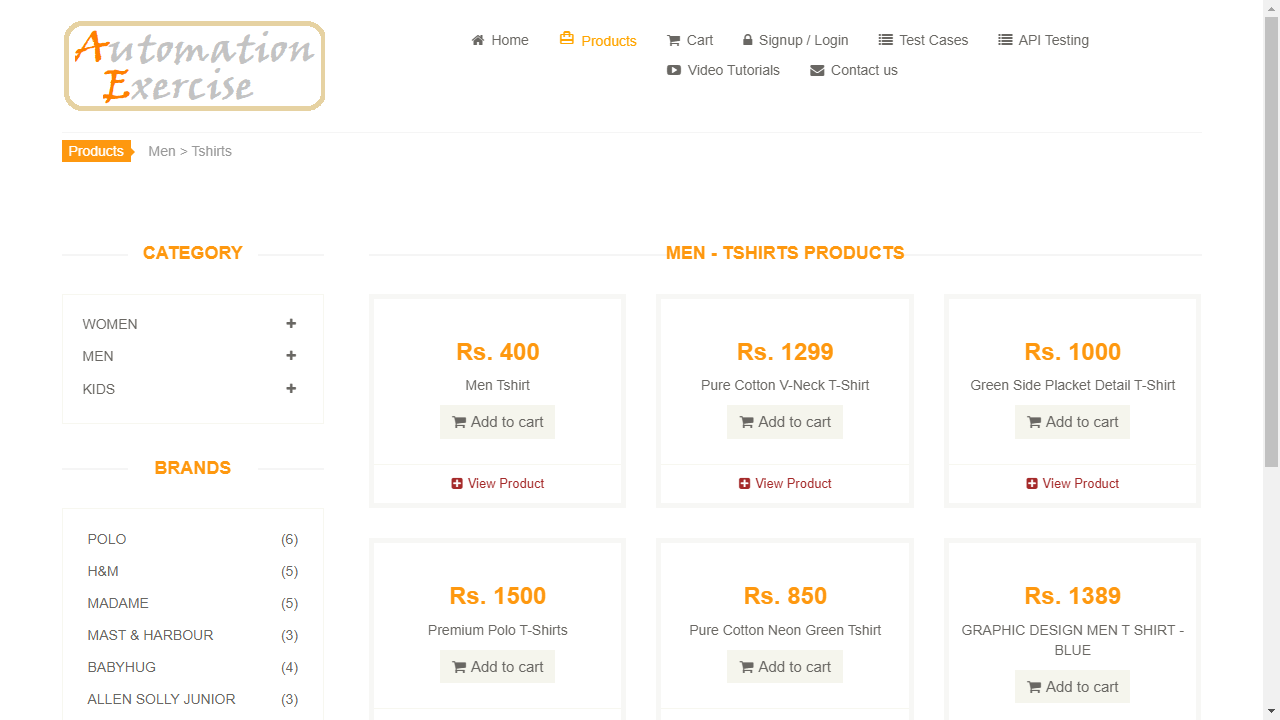 Automation
Exercise
Home
Products
Cart
Signup / Login
Test Cases
API Testing
Video Tutorials
Contact us
Products
Men > Tshirts
CATEGORY
WOMEN
MEN
KIDS
BRANDS
POLO (6)
H&M (5)
MADAME (5)
MAST & HARBOUR (3)
BABYHUG (4)
ALLEN SOLLY JUNIOR (3)
MEN - TSHIRTS PRODUCTS
Rs. 400
Men Tshirt
Add to cart
View Product
Rs. 1299
Pure Cotton V-Neck T-Shirt
Add to cart
View Product
Rs. 1000
Green Side Placket Detail T-Shirt
Add to cart
View Product
Rs. 1500
Premium Polo T-Shirts
Add to cart
Rs. 850
Pure Cotton Neon Green Tshirt
Add to cart
Rs. 1389
GRAPHIC DESIGN MEN T SHIRT -
BLUE
Add to cart